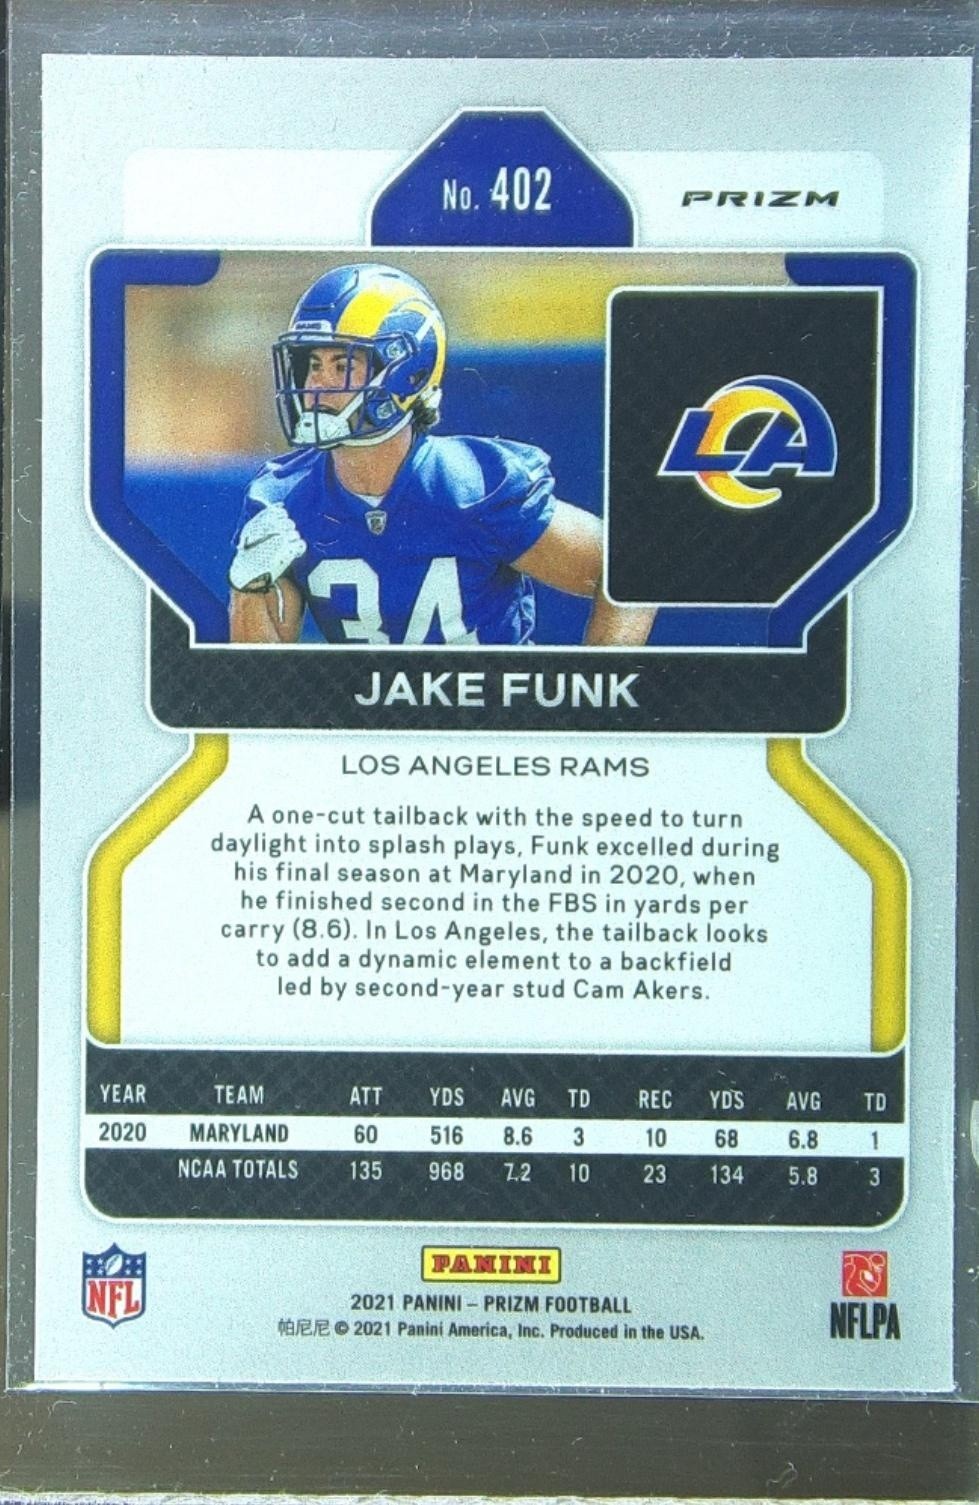 No. 402
PRIZM
RAMS
LA
34
JAKE FUNK
LOS ANGELES RAMS
A one-cut tailback with the speed to turn
daylight into splash plays, Funk excelled during
his final season at Maryland in 2020, when
he finished second in the FBS in yards per
carry (8.6). In Los Angeles, the tailback looks
to add a dynamic element to a backfield
led by second-year stud Cam Akers.
YEAR TEAM ATT YDS AVG TD REC YDS AVG TD
2020 MARYLAND 60 516 8.6 3 10 68 6.8 1
NCAA TOTALS 135 968 7.2 10 23 134 5.8 3
NFL
PANINI
2021 PANINI – PRIZM FOOTBALL
帕尼尼 © 2021 Panini America, Inc. Produced in the USA.
NFLPA